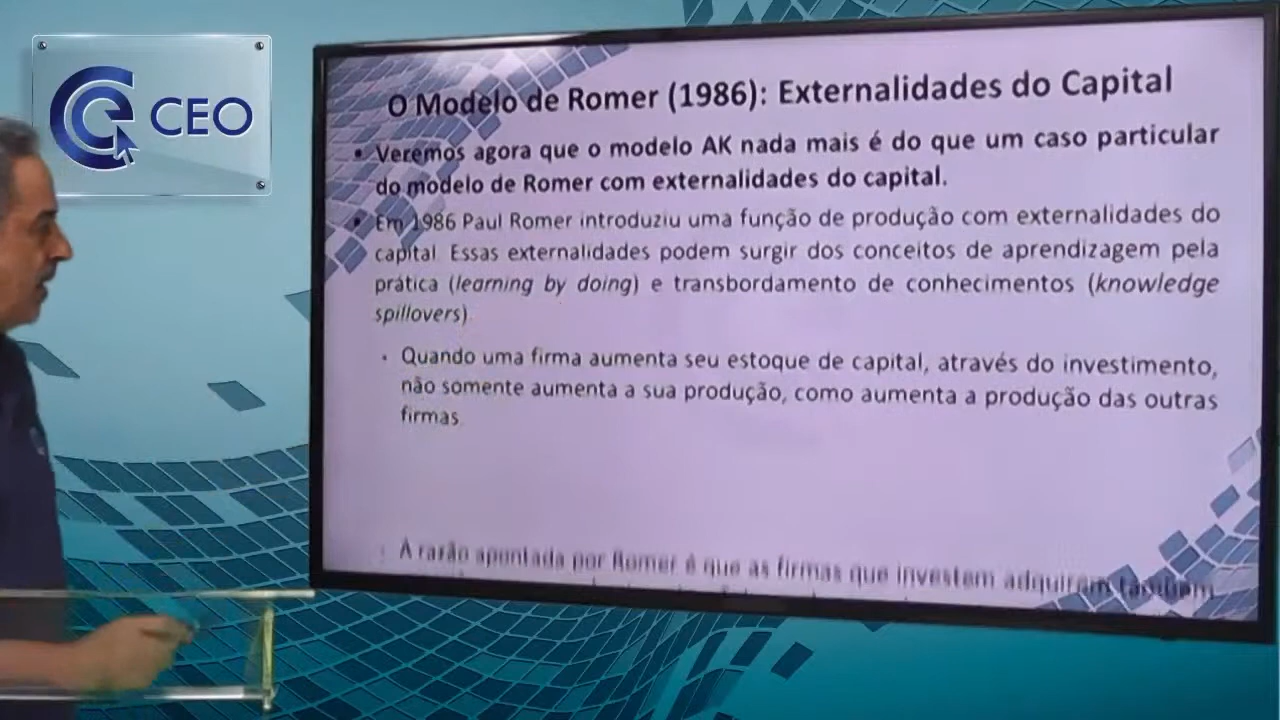 CEO
O Modelo de Romer (1986): Externalidades do Capital
• Veremos agora que o modelo AK nada mais é do que um caso particular
do modelo de Romer com externalidades do capital.
• Em 1986 Paul Romer introduziu uma função de produção com externalidades do
capital. Essas externalidades podem surgir dos conceitos de aprendizagem pela
prática (learning by doing) e transbordamento de conhecimentos (knowledge
spillovers).
• Quando uma firma aumenta seu estoque de capital, através do investimento,
não somente aumenta a sua produção, como aumenta a produção das outras
firmas.
A razão apontada por Romer é que as firmas que investem adquirem também